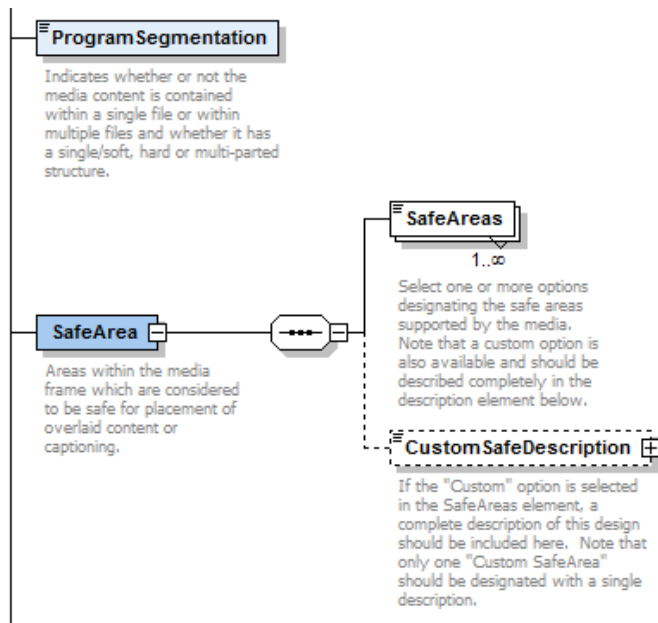 ProgramSegmentation
Indicates whether or not the
media content is contained
within a single file or within
multiple files and whether it has
a single/soft, hard or multi-parted
structure.
SafeAreas
1..∞
Select one or more options
designating the safe areas
supported by the media.
Note that a custom option is
also available and should be
described completely in the
description element below.
SafeArea
Areas within the media
frame which are considered
to be safe for placement of
overlaid content or
captioning.
CustomSafeDescription
If the "Custom" option is selected
in the SafeAreas element, a
complete description of this design
should be included here.  Note that
only one "Custom SafeArea"
should be designated with a single
description.